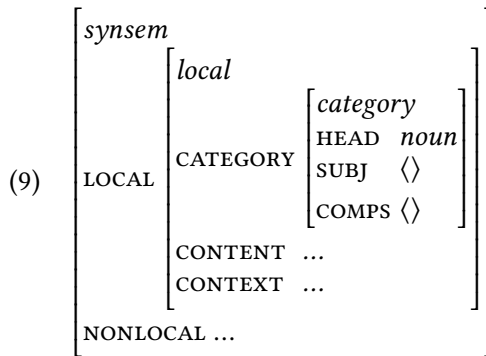 synsem
local
category
HEAD noun
CATEGORY SUBJ ⟨⟩
(9) LOCAL COMPS ⟨⟩
CONTENT ...
CONTEXT ...
NONLOCAL ...